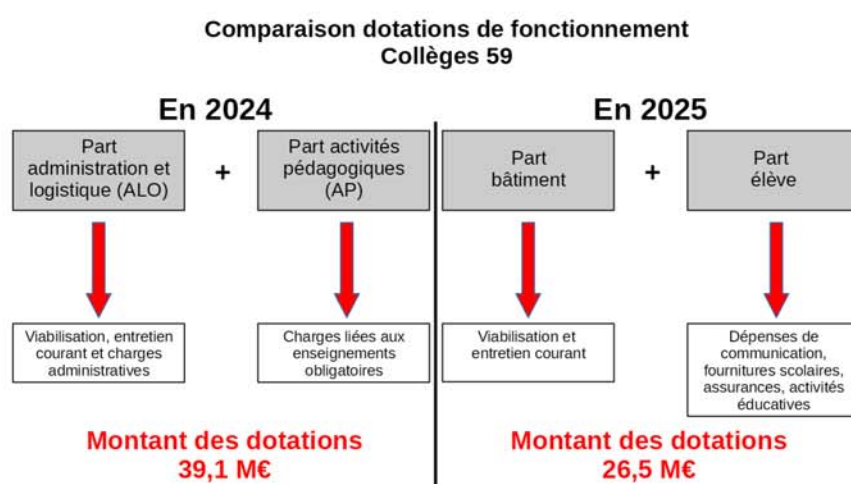 Comparaison dotations de fonctionnement
Collèges 59
En 2024
Part
administration et
logistique (ALO)
+
Part activités
pédagogiques
(AP)
Viabilisation, entretien
courant et charges
administratives
Charges liées aux
enseignements
obligatoires
Montant des dotations
39,1 M€
En 2025
Part
bâtiment
+
Part
élève
Viabilisation et
entretien courant
Dépenses de
communication,
fournitures scolaires,
assurances, activités
éducatives
Montant des dotations
26,5 M€